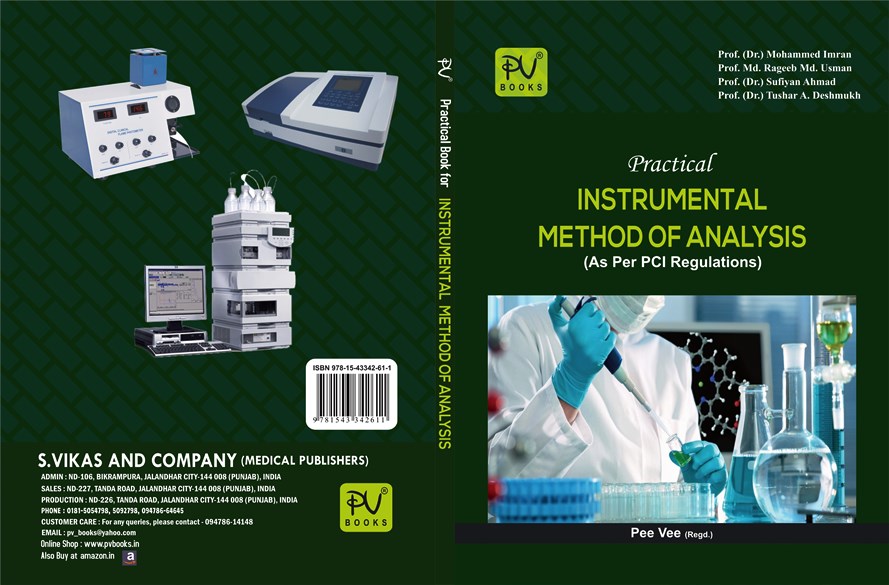 PV®
BOOKS
Prof. (Dr.) Mohammed Imran
Prof. Md. Rageeb Md. Usman
Prof. (Dr.) Sufiyan Ahmad
Prof. (Dr.) Tushar A. Deshmukh
Practical
INSTRUMENTAL
METHOD OF ANALYSIS
(As Per PCI Regulations)
Pee Vee (Regd.)
PV® Practical Book for INSTRUMENTAL METHOD OF ANALYSIS
ISBN 978-15-43342-61-1
9 781543 342611
S.VIKAS AND COMPANY (MEDICAL PUBLISHERS)
ADMIN : ND-106, BIKRAMPURA, JALANDHAR CITY-144 008 (PUNJAB), INDIA
SALES : ND-227, TANDA ROAD, JALANDHAR CITY-144 008 (PUNJAB), INDIA
PRODUCTION : ND-226, TANDA ROAD, JALANDHAR CITY-144 008 (PUNJAB), INDIA
PHONE : 0181-5054798, 5092798, 094786-64645
CUSTOMER CARE : For any queries, please contact - 094786-14148
EMAIL : pv_books@yahoo.com
Online Shop : www.pvbooks.in
Also Buy at amazon.in a
PV®
BOOKS